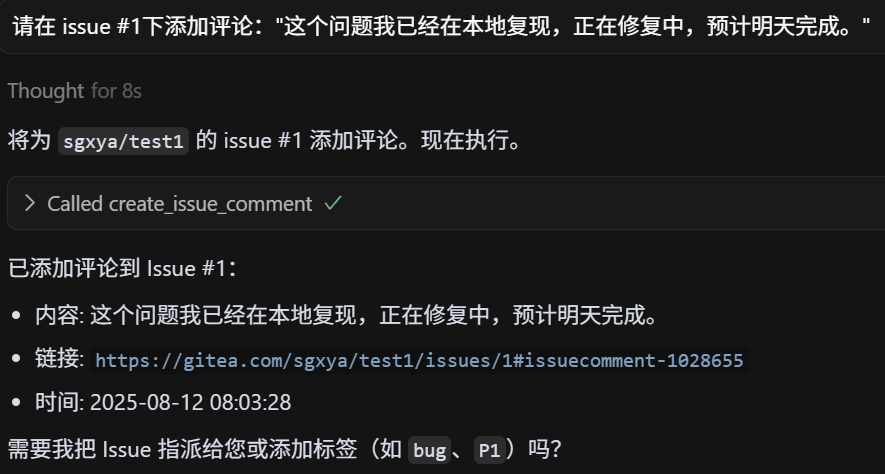 请在 issue #1下添加评论："这个问题我已经在本地复现，正在修复中，预计明天完成。"
Thought for 8s
将为 sgxya/test1 的 issue #1 添加评论。现在执行。
Called create_issue_comment
已添加评论到 Issue #1：
• 内容: 这个问题我已经在本地复现，正在修复中，预计明天完成。
• 链接: https://gitea.com/sgxya/test1/issues/1#issuecomment-1028655
• 时间: 2025-08-12 08:03:28
需要我把 Issue 指派给您或添加标签（如 bug、P1）吗？